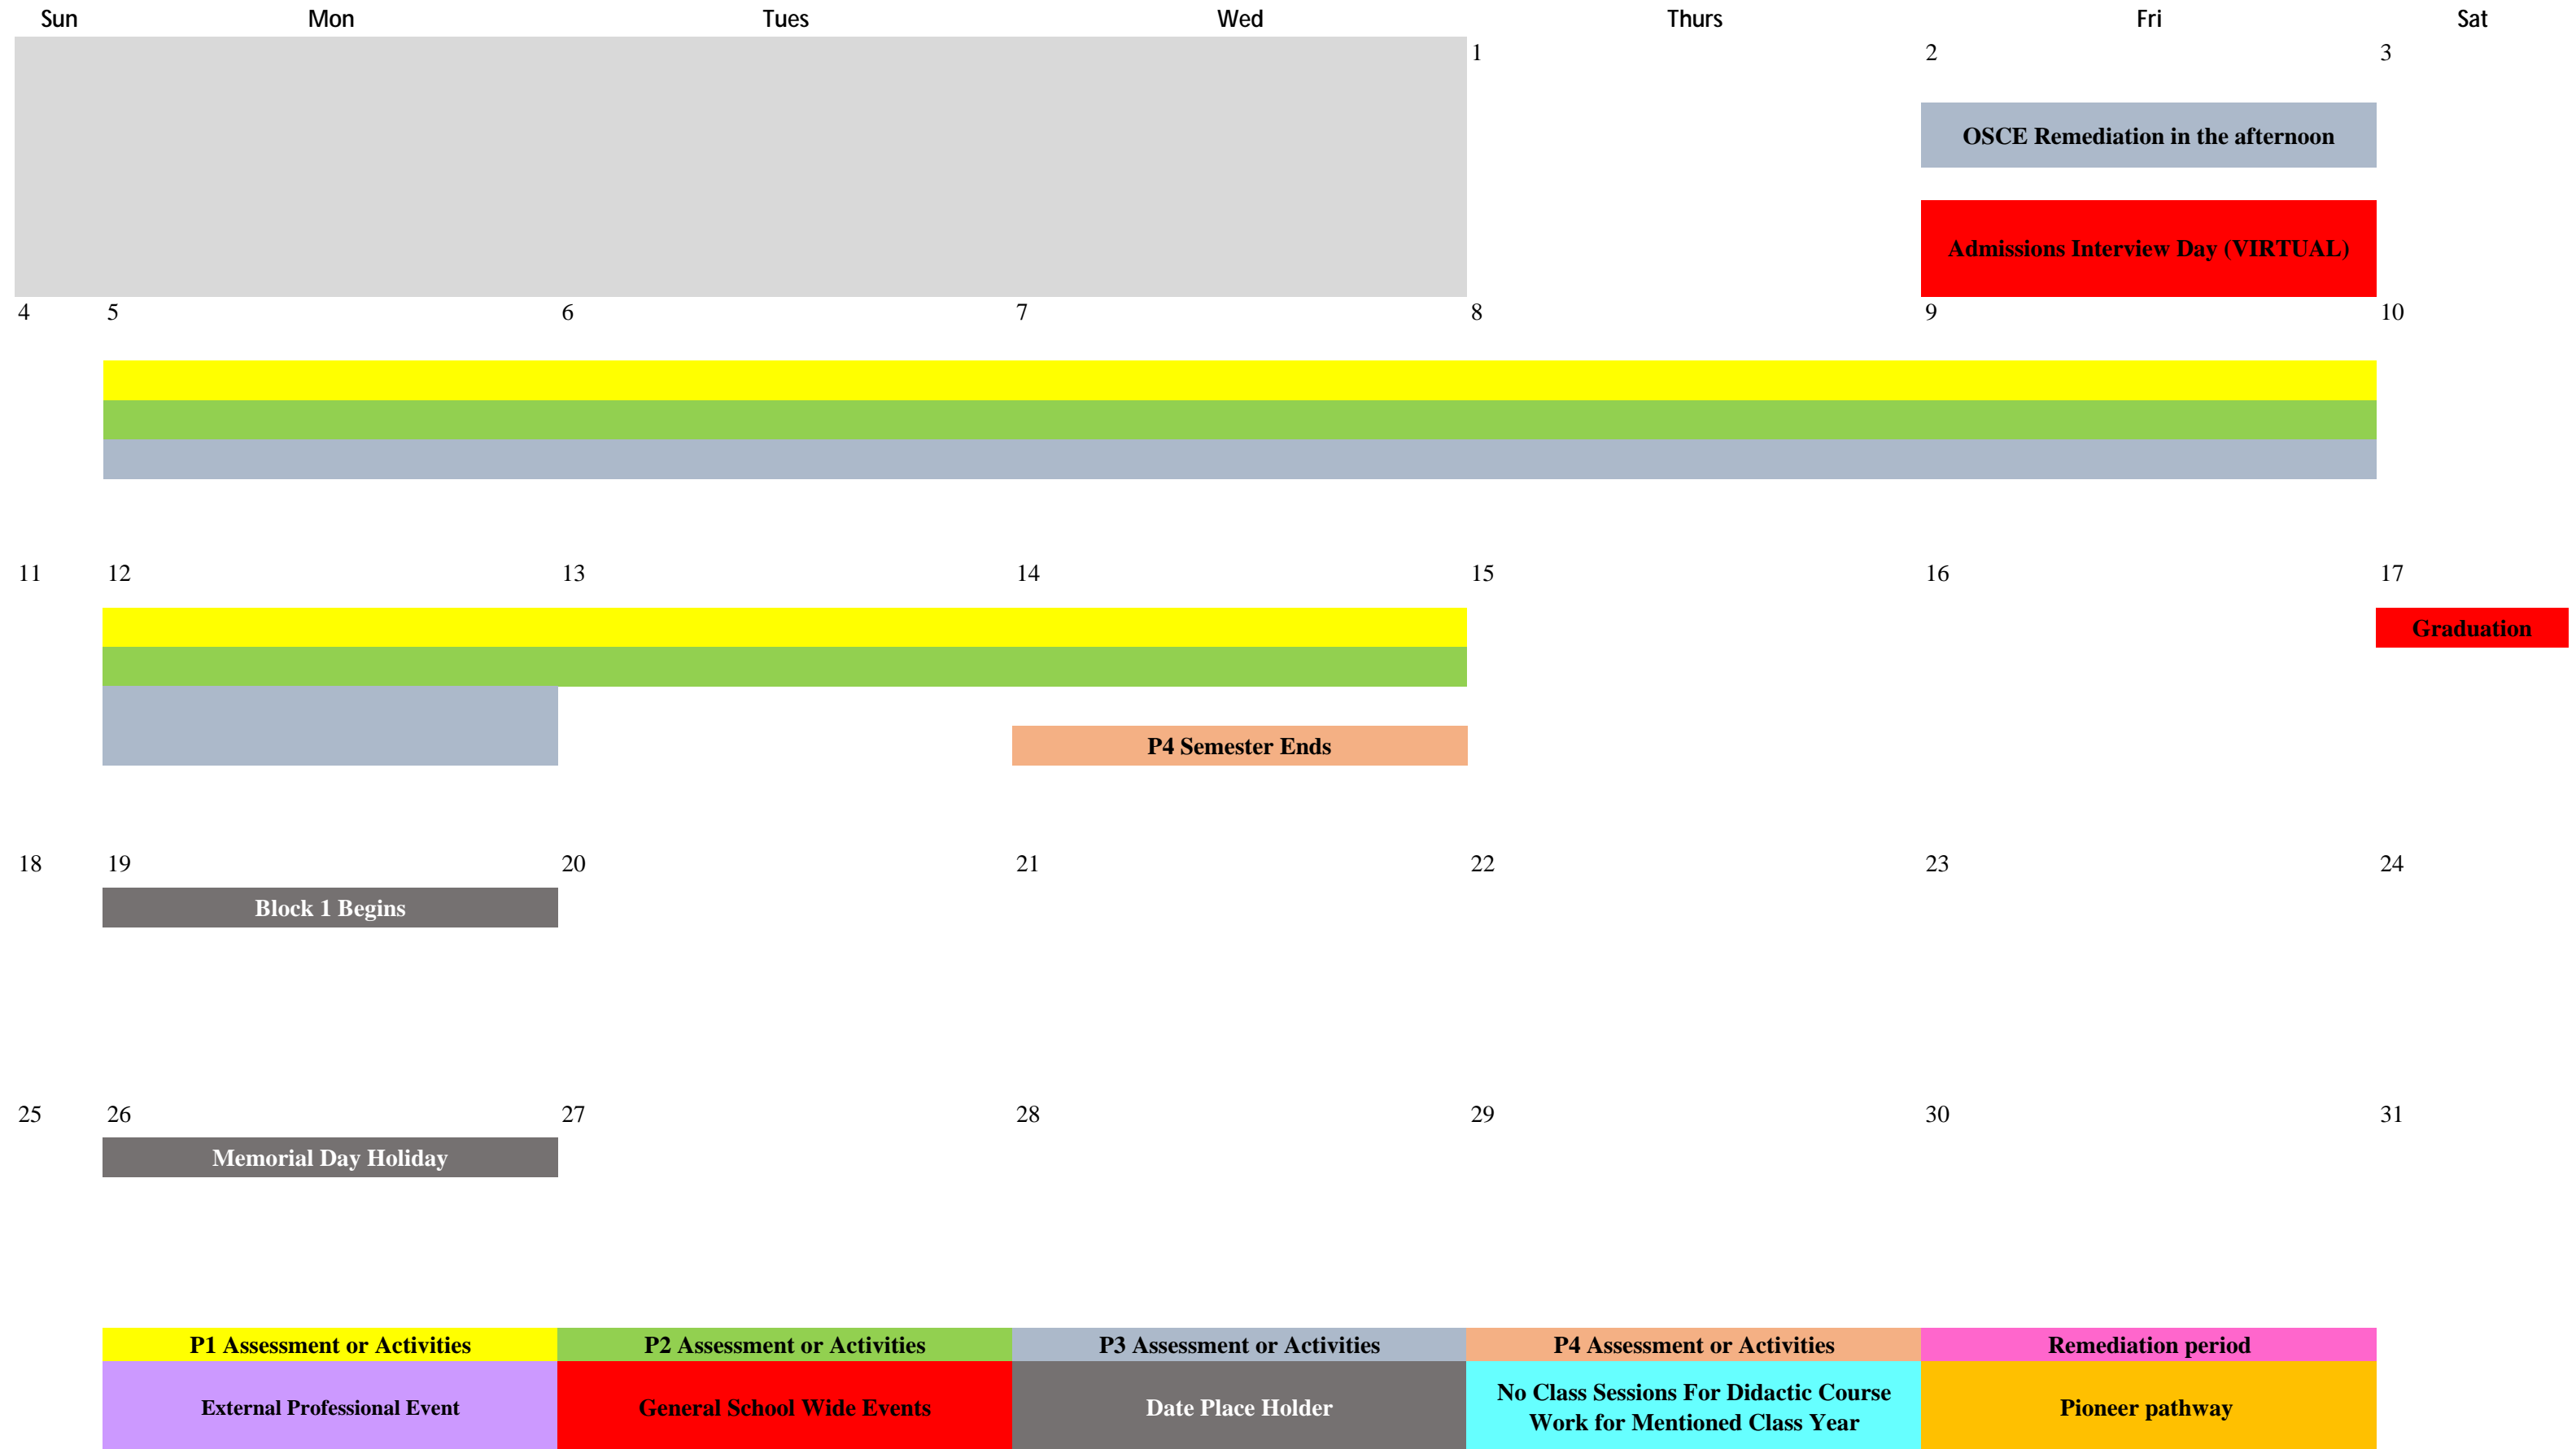 Sun Mon Tues Wed Thurs Fri Sat
1 2 3
OSCE Remediation in the afternoon
Admissions Interview Day (VIRTUAL)
4 5 6 7 8 9 10
11 12 13 14 15 16 17
Graduation
P4 Semester Ends
18 19 20 21 22 23 24
Block 1 Begins
25 26 27 28 29 30 31
Memorial Day Holiday
P1 Assessment or Activities P2 Assessment or Activities P3 Assessment or Activities P4 Assessment or Activities Remediation period
External Professional Event General School Wide Events Date Place Holder No Class Sessions For Didactic Course
Work for Mentioned Class Year Pioneer pathway